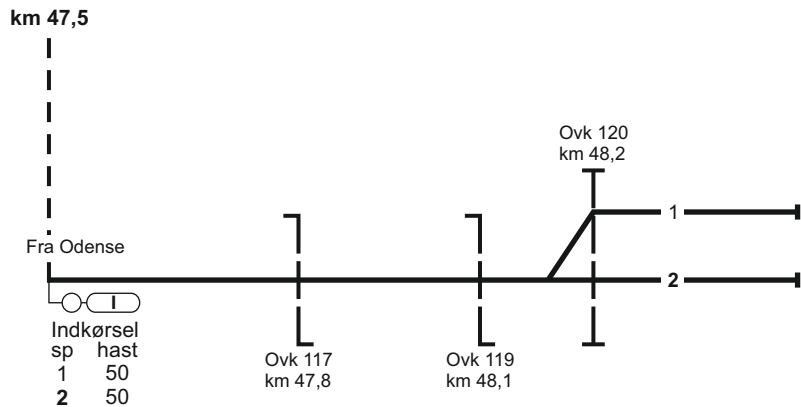 km 47,5
Ovk 120
km 48,2
1
Fra Odense
2
I
Indkørsel
sp hast
1 50
2 50
Ovk 117
km 47,8
Ovk 119
km 48,1